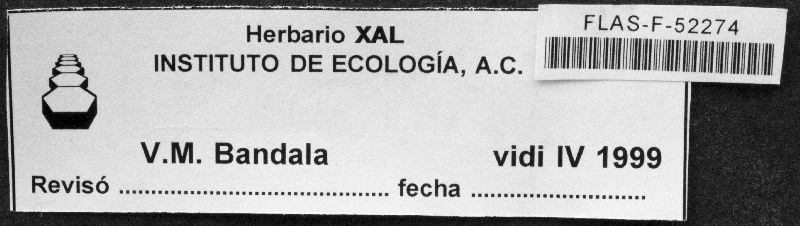 Herbario XAL
INSTITUTO DE ECOLOGÍA, A.C.
FLAS-F-52274
V.M. Bandala vidi IV 1999
Revisó ........................................ fecha ..........................